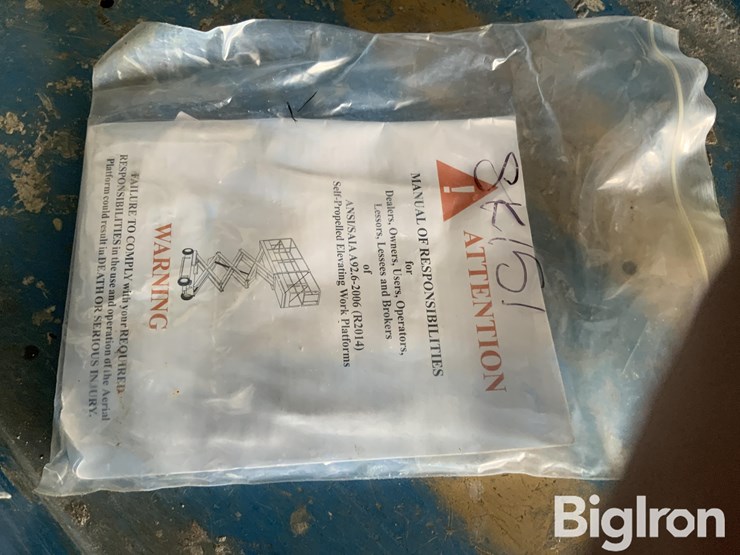 ATTENTION
MANUAL OF RESPONSIBILITIES
for
Dealers, Owners, Users, Operators,
Lessors, Lessees and Brokers
of
ANSI/SAIA A92.6-2006 (R2014)
Self-Propelled Elevating Work Platforms
WARNING
FAILURE TO COMPLY with your REQUIRED
RESPONSIBILITIES in the use and operation of the Aerial
Platform could result in DEATH OR SERIOUS INJURY.
BigIron